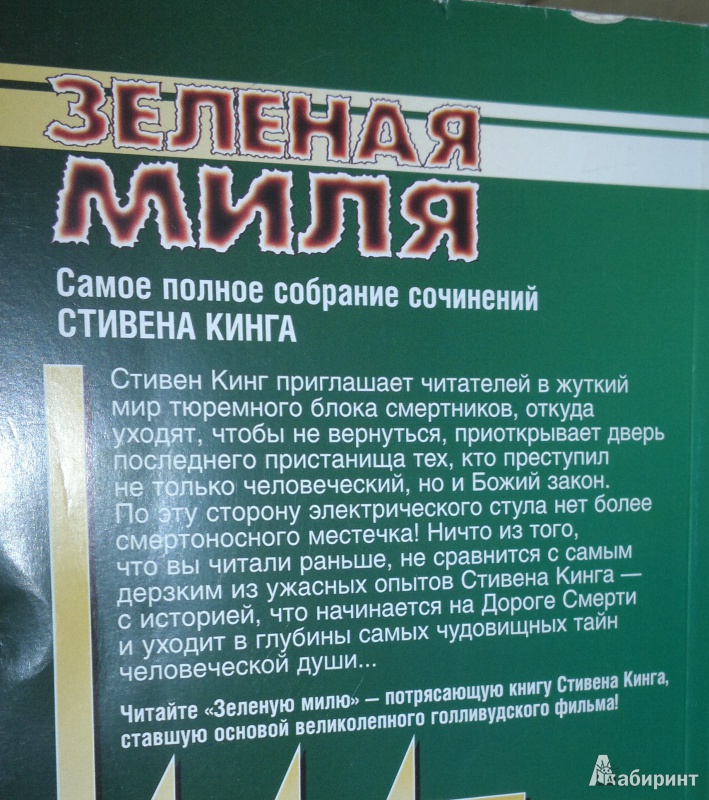 ЗЕЛЕНАЯ
МИЛЯ
Самое полное собрание сочинений
СТИВЕНА КИНГА
Стивен Кинг приглашает читателей в жуткий
мир тюремного блока смертников, откуда
уходят, чтобы не вернуться, приоткрывает дверь
последнего пристанища тех, кто преступил
не только человеческий, но и Божий закон.
По эту сторону электрического стула нет более
смертоносного местечка! Ничто из того,
что вы читали раньше, не сравнится с самым
дерзким из ужасных опытов Стивена Кинга —
с историей, что начинается на Дороге Смерти
и уходит в глубины самых чудовищных тайн
человеческой души...
Читайте «Зеленую милю» — потрясающую книгу Стивена Кинга,
ставшую основой великолепного голливудского фильма!
Лабиринт